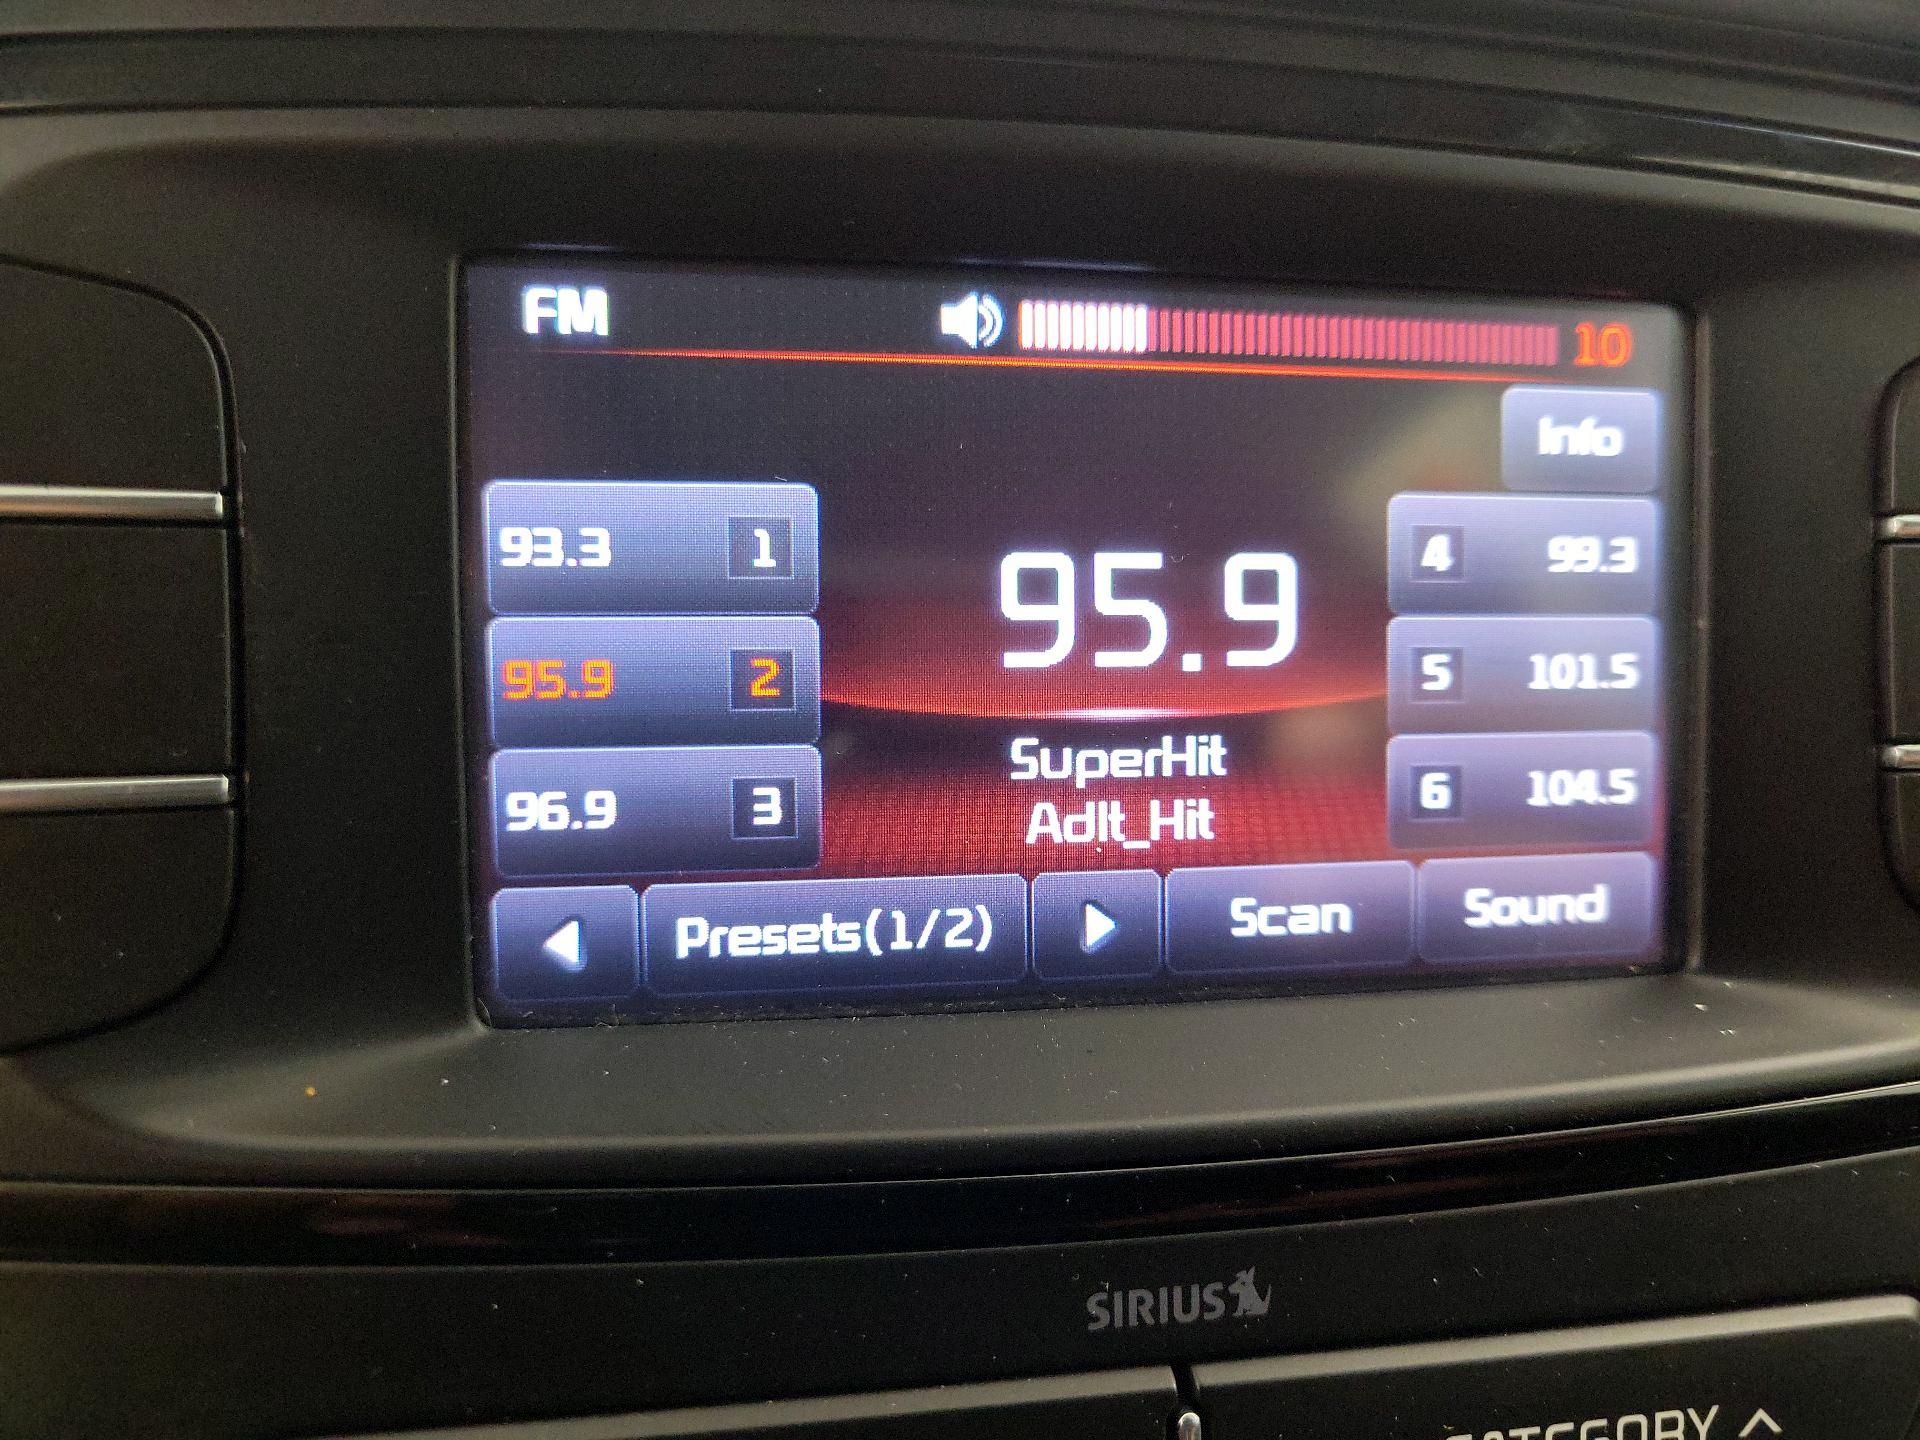 FM
10
Info
93.3 1
95.9 2
96.9 3
95.9
SuperHit
Adlt_Hit
4 99.3
5 101.5
6 104.5
Presets(1/2)
Scan
Sound
SIRIUS
CATEGORY